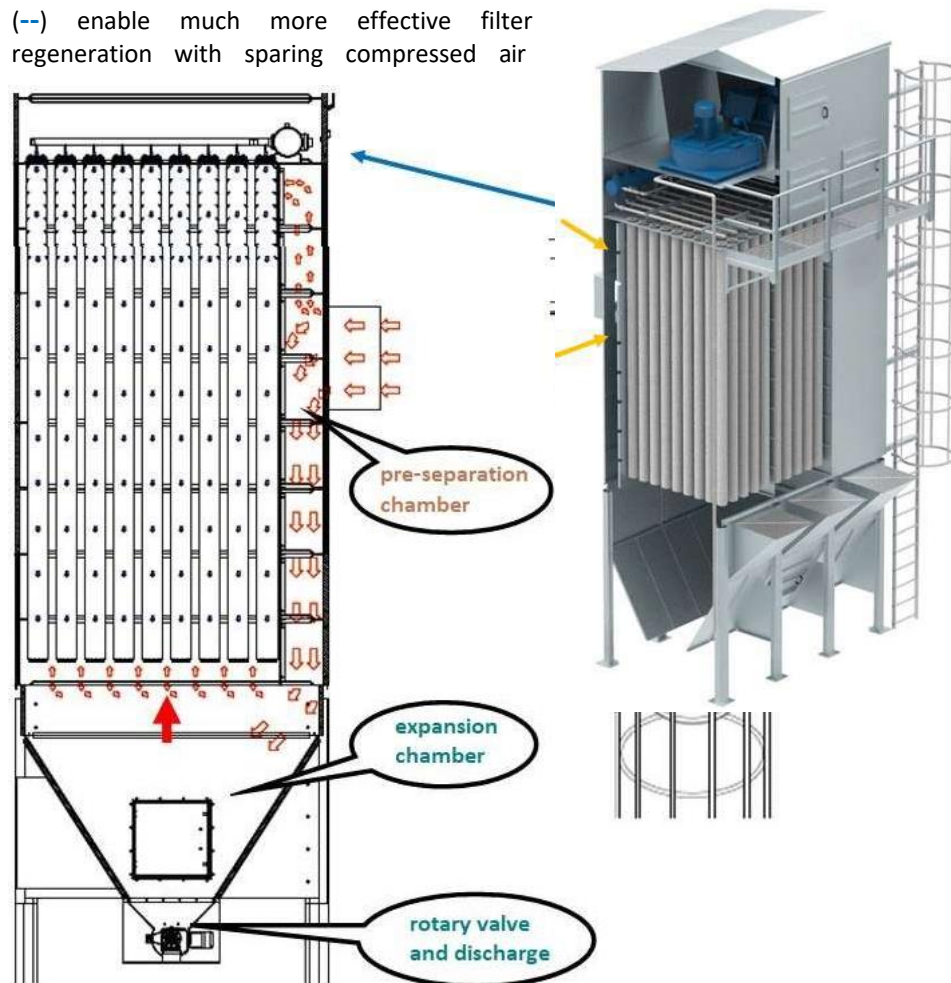 (--) enable much more effective filter
regeneration with sparing compressed air
pre-separation
chamber
expansion
chamber
rotary valve
and discharge